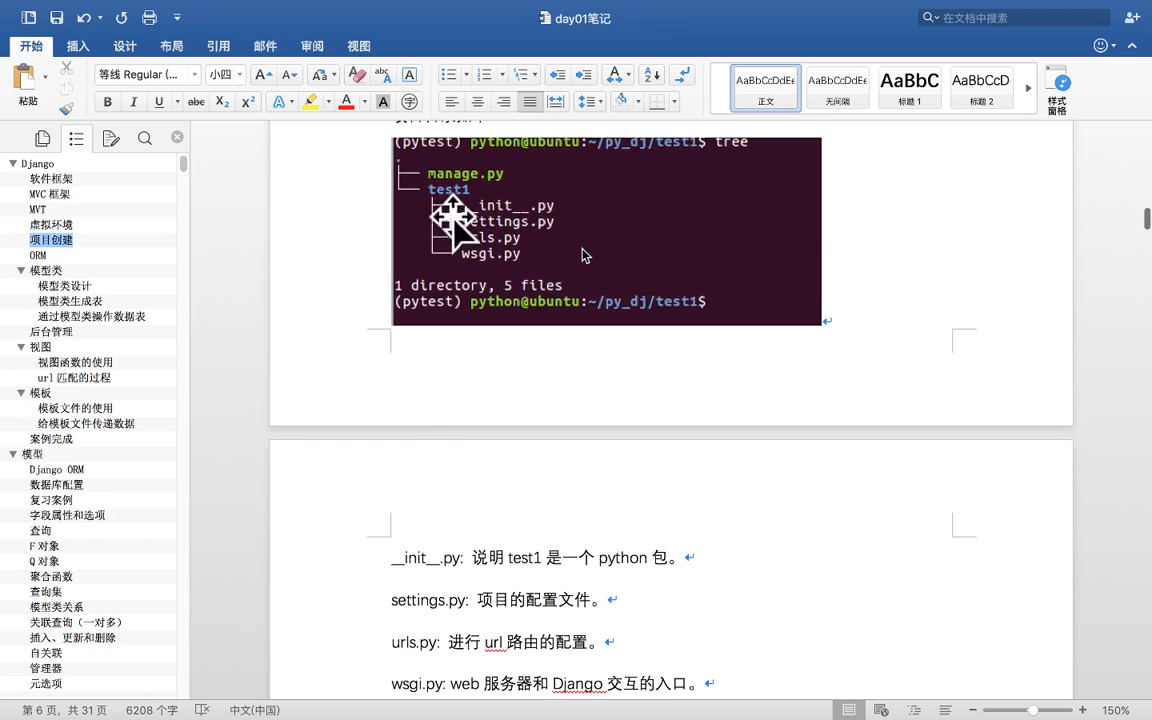 day01笔记
在文档中搜索
开始 插入 设计 布局 引用 邮件 审阅 视图
粘贴
等线 Regular (... 小四
AaBbCcDdEe 正文
AaBbCcDdEe 无间隔
AaBbC 标题 1
AaBbCcD 标题 2
样式
窗格
Django
软件框架
MVC 框架
MVT
虚拟环境
项目创建
ORM
模型类
模型类设计
模型类生成表
通过模型类操作数据表
后台管理
视图
视图函数的使用
url 匹配的过程
模板
模板文件的使用
给模板文件传递数据
案例完成
模型
Django ORM
数据库配置
复习案例
字段属性和选项
查询
F 对象
Q 对象
聚合函数
查询集
模型类关系
关联查询（一对多）
插入、更新和删除
自关联
管理器
元选项
(pytest) python@ubuntu:~/py_dj/test1$ tree
.
├── manage.py
└── test1
init__.py
ettings.py
ls.py
wsgi.py
1 directory, 5 files
(pytest) python@ubuntu:~/py_dj/test1$
__init__.py: 说明 test1 是一个 python 包。
settings.py: 项目的配置文件。
urls.py: 进行 url 路由的配置。
wsgi.py: web 服务器和 Django 交互的入口。
第 6 页，共 31 页 6208 个字 中文(中国) 150%